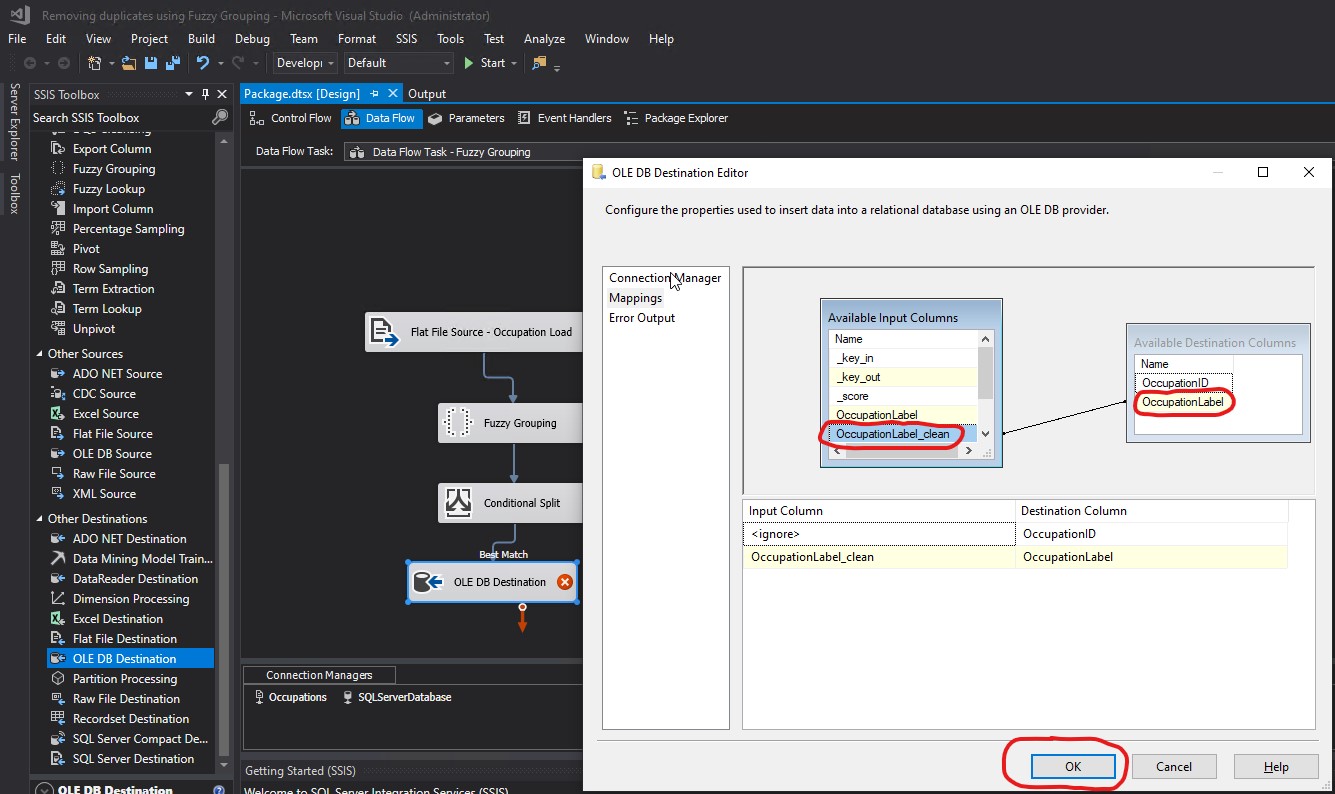 Removing duplicates using Fuzzy Grouping - Microsoft Visual Studio (Administrator)
File Edit View Project Build Debug Team Format SSIS Tools Test Analyze Window Help
Developi Default Start
Server Explorer
Toolbox
SSIS Toolbox
Search SSIS Toolbox
Export Column
Fuzzy Grouping
Fuzzy Lookup
Import Column
Percentage Sampling
Pivot
Row Sampling
Term Extraction
Term Lookup
Unpivot
Other Sources
ADO NET Source
CDC Source
Excel Source
Flat File Source
OLE DB Source
Raw File Source
XML Source
Other Destinations
ADO NET Destination
Data Mining Model Train...
DataReader Destination
Dimension Processing
Excel Destination
Flat File Destination
OLE DB Destination
Partition Processing
Raw File Destination
Recordset Destination
SQL Server Compact De...
SQL Server Destination
OLE DB Destination
Package.dtsx [Design] Output
Control Flow Data Flow Parameters Event Handlers Package Explorer
Data Flow Task: Data Flow Task - Fuzzy Grouping
Flat File Source - Occupation Load
Fuzzy Grouping
Conditional Split
Best Match
OLE DB Destination
Connection Managers
Occupations SQLServerDatabase
Getting Started (SSIS)
Welcome to SQL Server Integration Services (SSIS)
OLE DB Destination Editor
Configure the properties used to insert data into a relational database using an OLE DB provider.
Connection Manager
Mappings
Error Output
Available Input Columns
Name
_key_in
_key_out
_score
OccupationLabel
OccupationLabel_clean
Available Destination Columns
Name
OccupationID
OccupationLabel
Input Column Destination Column
<ignore> OccupationID
OccupationLabel_clean OccupationLabel
OK Cancel Help